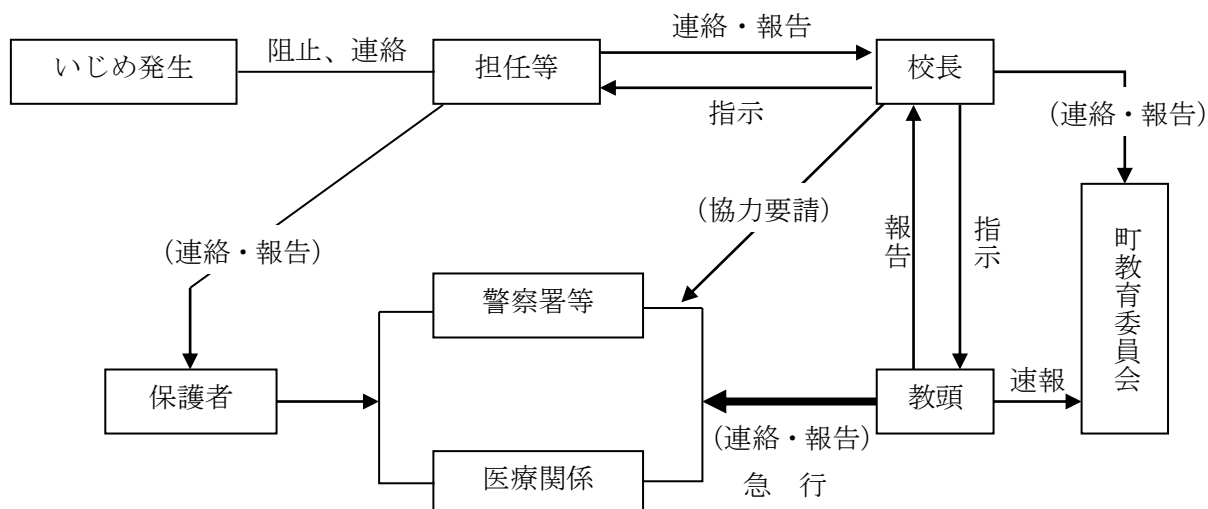 いじめ発生
阻止、連絡
担任等
連絡・報告
指示
校長
(連絡・報告)
(協力要請)
報告
指示
町教育委員会
(連絡・報告)
警察署等
保護者
教頭
速報
(連絡・報告)
急 行
医療関係